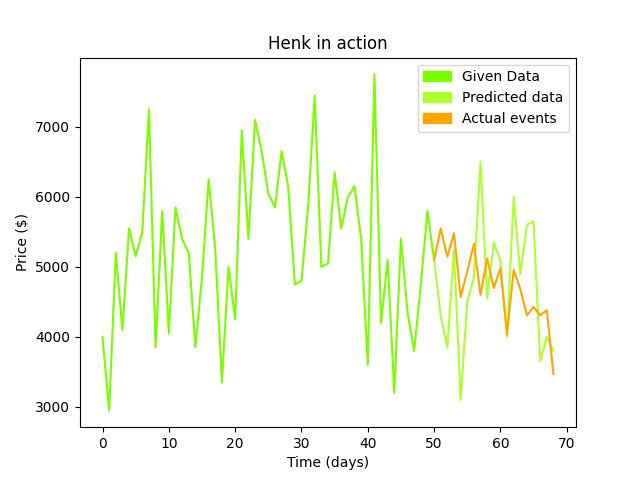 Henk in action
Given Data
Predicted data
Actual events
Price ($)
7000
6000
5000
4000
3000
0 10 20 30 40 50 60 70
Time (days)